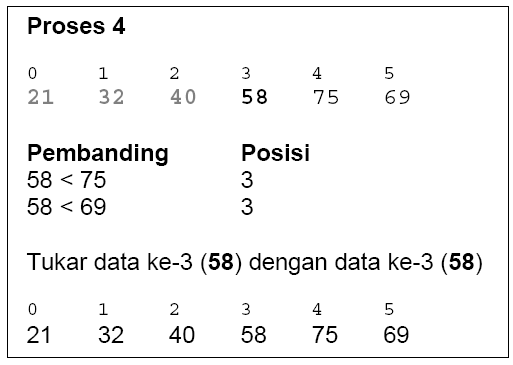 Proses 4
0 1 2 3 4 5
21 32 40 58 75 69
Pembanding Posisi
58 < 75 3
58 < 69 3
Tukar data ke-3 (58) dengan data ke-3 (58)
0 1 2 3 4 5
21 32 40 58 75 69